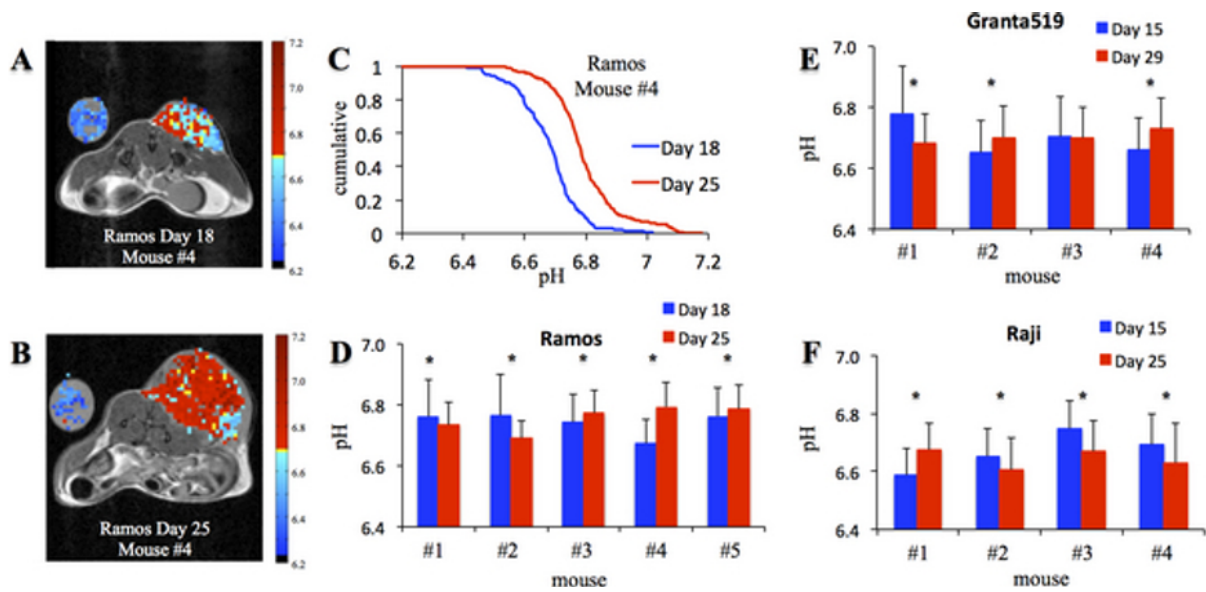 A
7.2
7.0
6.8
6.6
6.4
6.2
Ramos Day 18
Mouse #4
B
7.2
7.0
6.8
6.6
6.4
6.2
Ramos Day 25
Mouse #4
C
Ramos
Mouse #4
1
0.8
0.6
0.4
0.2
0
cumulative
Day 18
Day 25
6.2
6.4
6.6
6.8
7
7.2
pH
D
Ramos
Day 18
Day 25
7.0
6.8
6.6
6.4
pH
* * * * *
#1 #2 #3 #4 #5
mouse
E
Granta519
Day 15
Day 29
7.0
6.8
6.6
6.4
pH
* * *
#1 #2 #3 #4
mouse
F
Raji
Day 15
Day 25
7.0
6.8
6.6
6.4
pH
* * * *
#1 #2 #3 #4
mouse